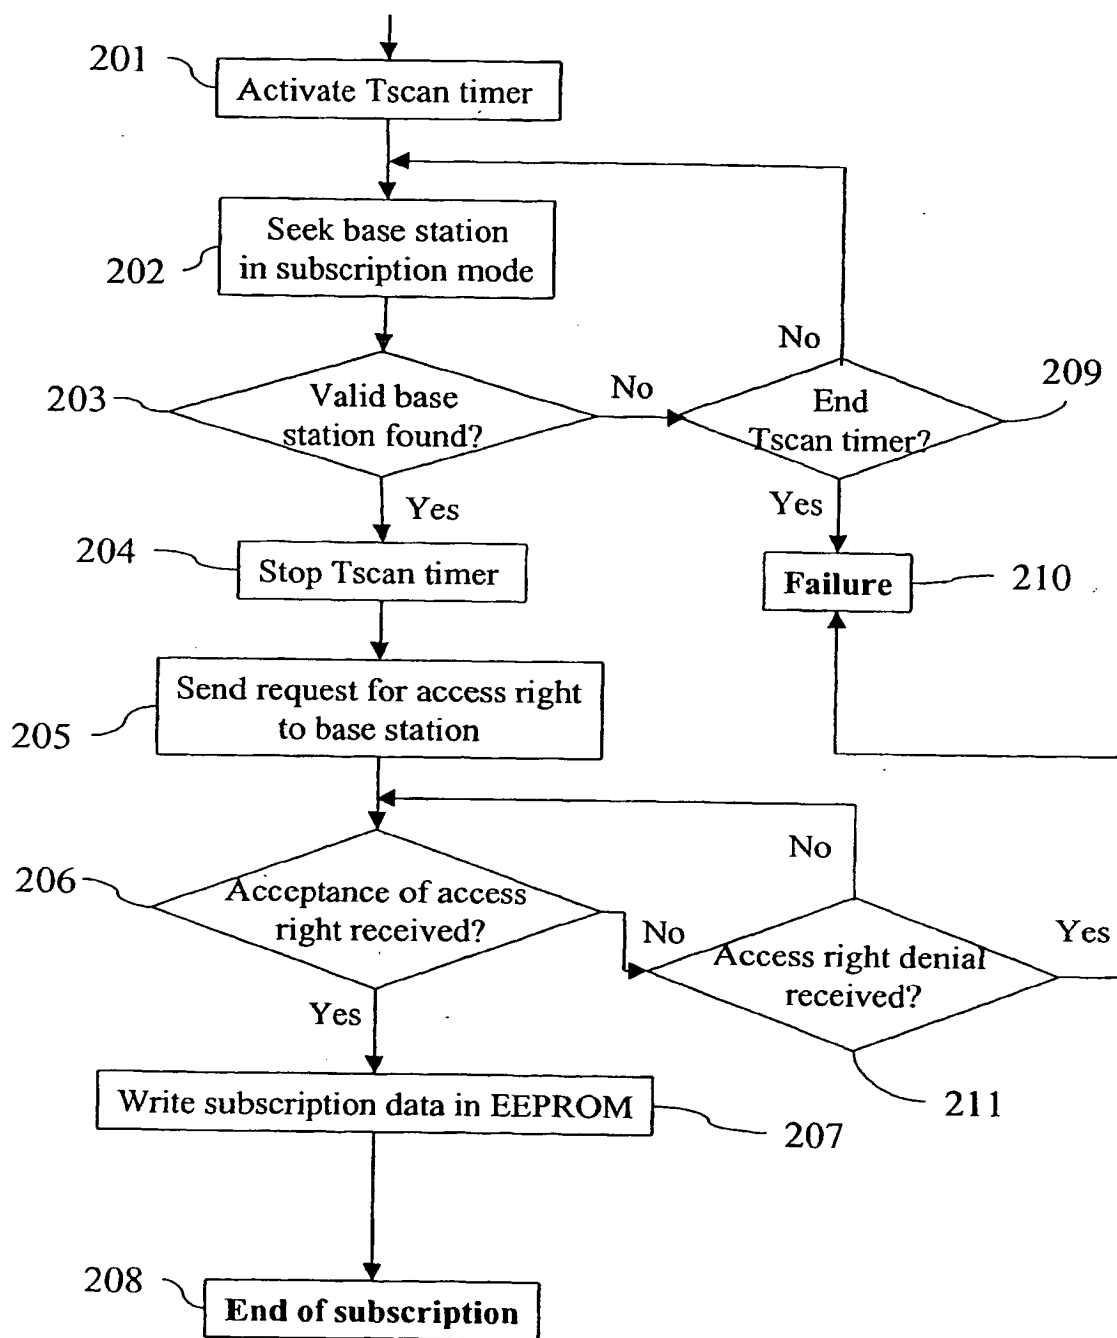 201
Activate Tscan timer
202
Seek base station
in subscription mode
No
203
Valid base
station found?
No
End
Tscan timer?
209
Yes
Yes
204
Stop Tscan timer
Failure
210
205
Send request for access right
to base station
No
206
Acceptance of access
right received?
No
Access right denial
received?
Yes
Yes
Write subscription data in EEPROM
207
211
208
End of subscription